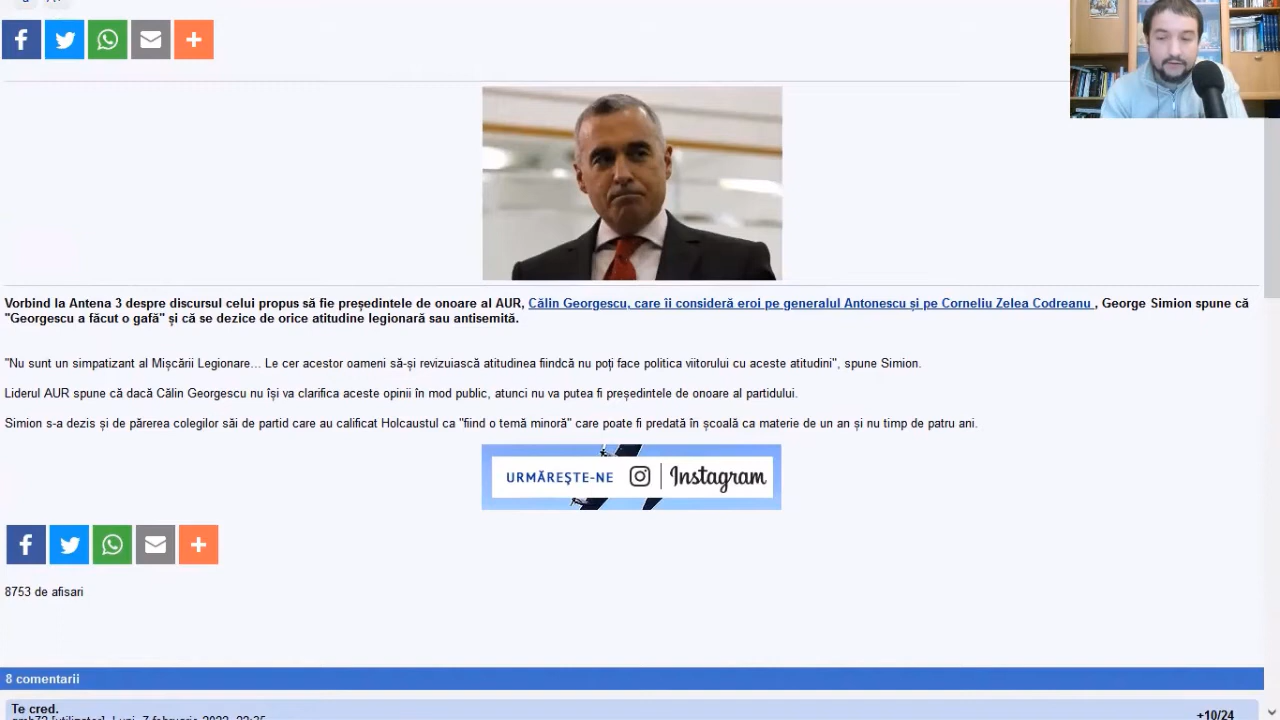 Vorbind la Antena 3 despre discursul celui propus să fie președintele de onoare al AUR, Călin Georgescu, care îi consideră eroi pe generalul Antonescu și pe Corneliu Zelea Codreanu , George Simion spune că
"Georgescu a făcut o gafă" și că se dezice de orice atitudine legionară sau antisemită.
"Nu sunt un simpatizant al Mișcării Legionare... Le cer acestor oameni să-și revizuiască atitudinea fiindcă nu poți face politica viitorului cu aceste atitudini", spune Simion.
Liderul AUR spune că dacă Călin Georgescu nu își va clarifica aceste opinii în mod public, atunci nu va putea fi președintele de onoare al partidului.
Simion s-a dezis și de părerea colegilor săi de partid care au calificat Holocaustul ca "fiind o temă minoră" care poate fi predată în școală ca materie de un an și nu timp de patru ani.
URMĂREȘTE-NE Instagram
8753 de afisari
8 comentarii
Te cred.
+10/24